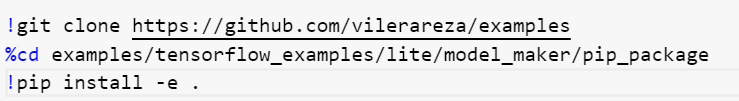 !git clone https://github.com/vilerareza/examples
%cd examples/tensorflow_examples/lite/model_maker/pip_package
!pip install -e .